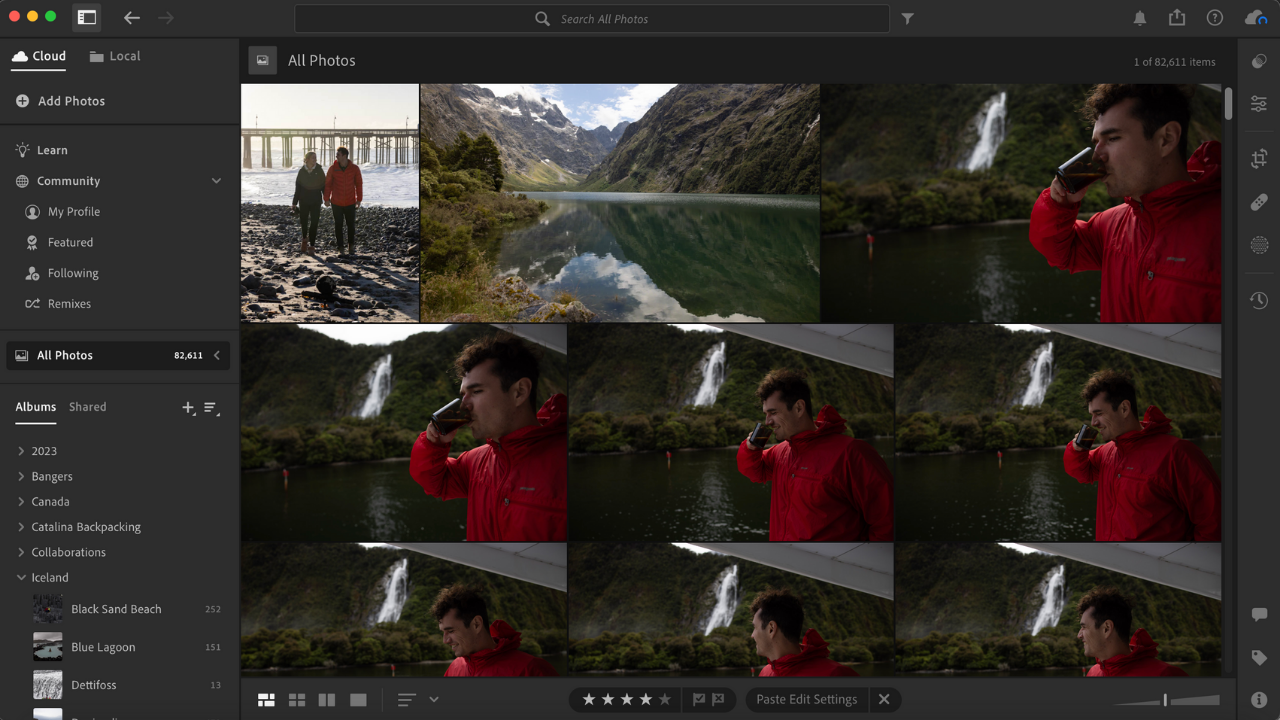 Search All Photos
Cloud
Local
All Photos
1 of 82,611 items
Add Photos
Learn
Community
My Profile
Featured
Following
Remixes
All Photos
82,611
Albums
Shared
2023
Bangers
Canada
Catalina Backpacking
Collaborations
Iceland
Black Sand Beach
252
Blue Lagoon
151
Dettifoss
13
Paste Edit Settings